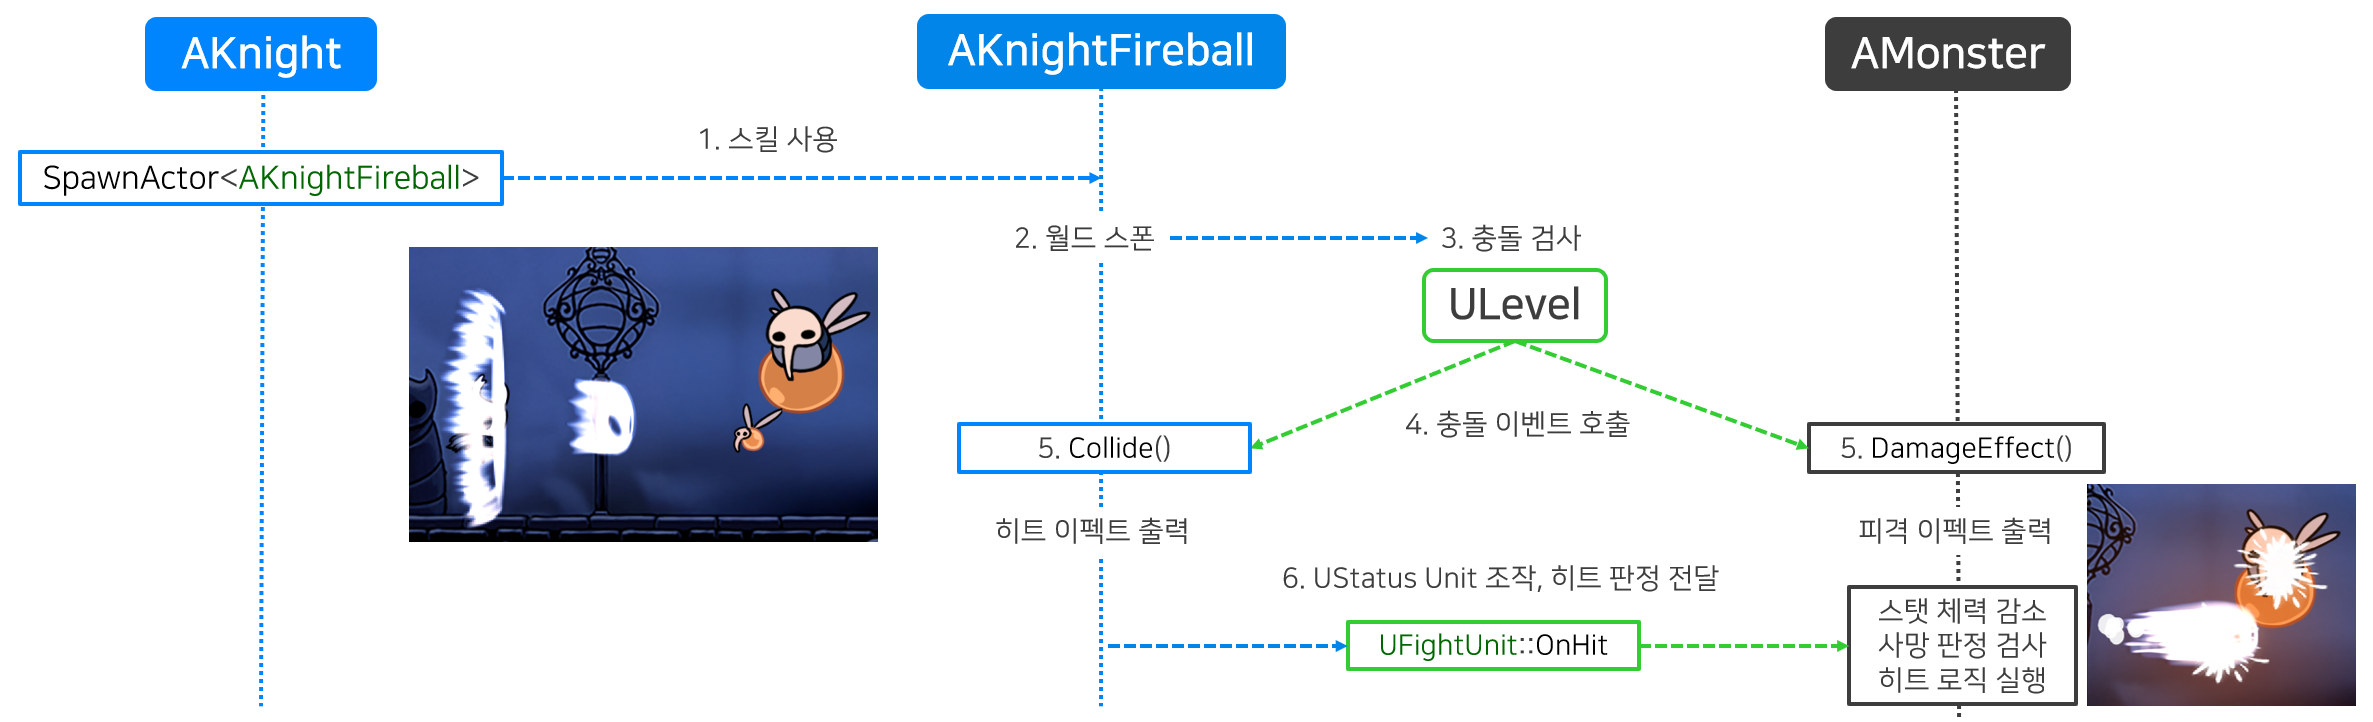 AKnight
AKnightFireball
AMonster
1. 스킬 사용
SpawnActor<AKnightFireball>
2. 월드 스폰
3. 충돌 검사
ULevel
4. 충돌 이벤트 호출
5. Collide()
5. DamageEffect()
히트 이펙트 출력
피격 이펙트 출력
6. UStatus Unit 조작, 히트 판정 전달
UFightUnit::OnHit
스탯 체력 감소
사망 판정 검사
히트 로직 실행